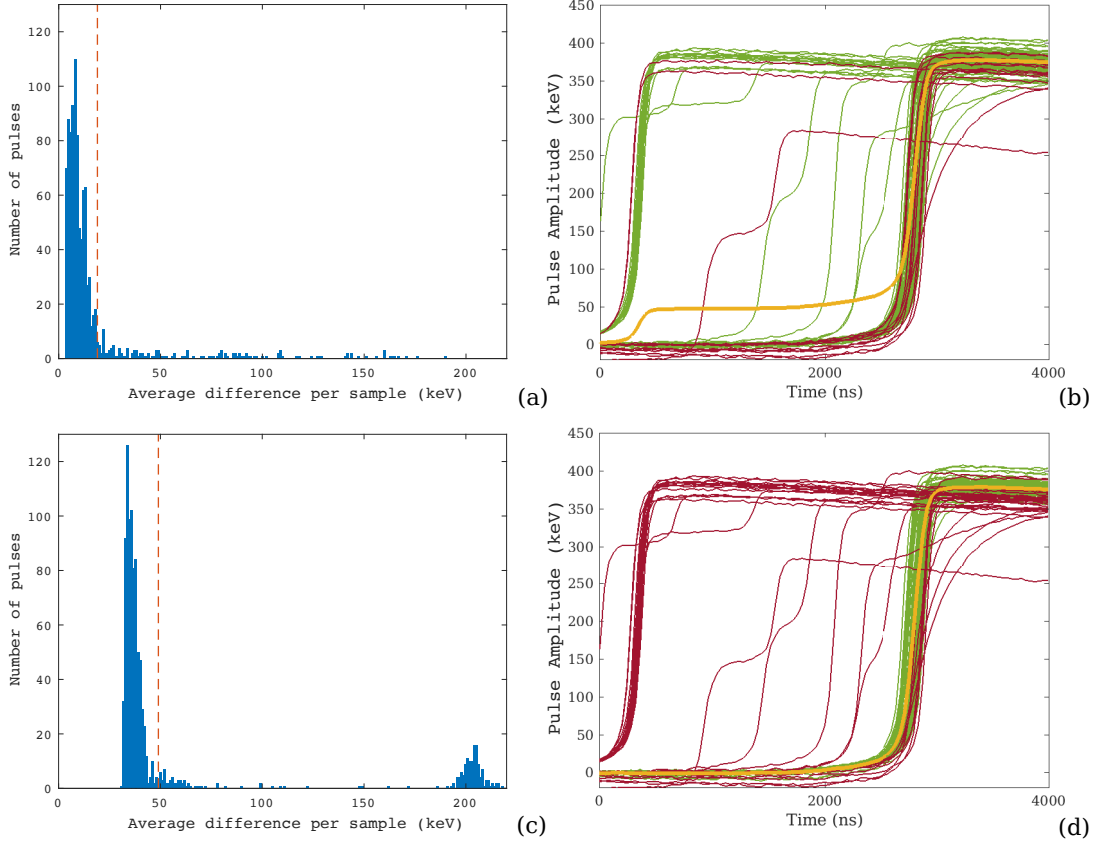 120
100
80
60
40
20
0
0 50 100 150 200
Number of pulses
Average difference per sample (keV)
(a)
450
400
350
300
250
200
150
100
50
0
0 2000 4000
Pulse Amplitude (keV)
Time (ns)
(b)
120
100
80
60
40
20
0
0 50 100 150 200
Number of pulses
Average difference per sample (keV)
(c)
450
400
350
300
250
200
150
100
50
0
0 2000 4000
Pulse Amplitude (keV)
Time (ns)
(d)